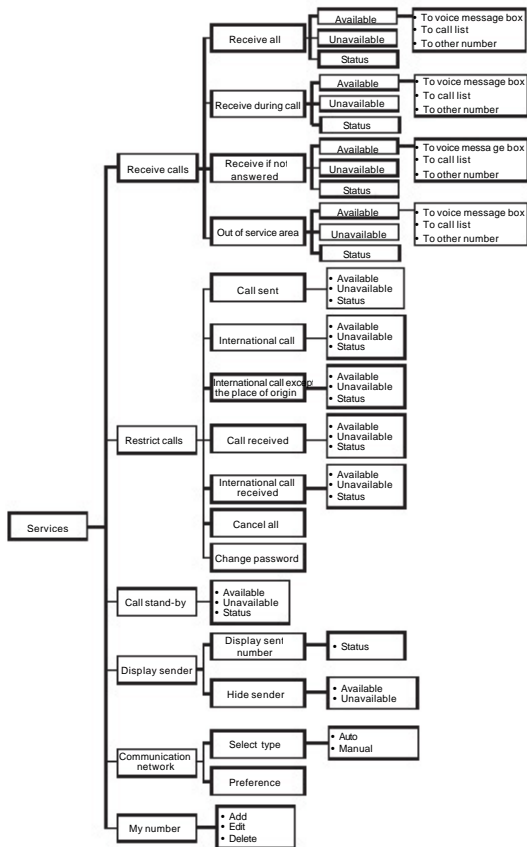 Services
Receive calls
Receive all
Available
• To voice message box
• To call list
• To other number
Unavailable
Status
Receive during call
Available
• To voice message box
• To call list
• To other number
Unavailable
Status
Receive if not
answered
Available
• To voice message box
• To call list
• To other number
Unavailable
Status
Out of service area
Available
• To voice message box
• To call list
• To other number
Unavailable
Status
Restrict calls
Call sent
• Available
• Unavailable
• Status
International call
• Available
• Unavailable
• Status
International call except
the place of origin
• Available
• Unavailable
• Status
Call received
• Available
• Unavailable
• Status
International call
received
• Available
• Unavailable
• Status
Cancel all
Change password
Call stand-by
• Available
• Unavailable
• Status
Display sender
Display sent
number
• Status
Hide sender
• Available
• Unavailable
Communication
network
Select type
• Auto
• Manual
Preference
My number
• Add
• Edit
• Delete